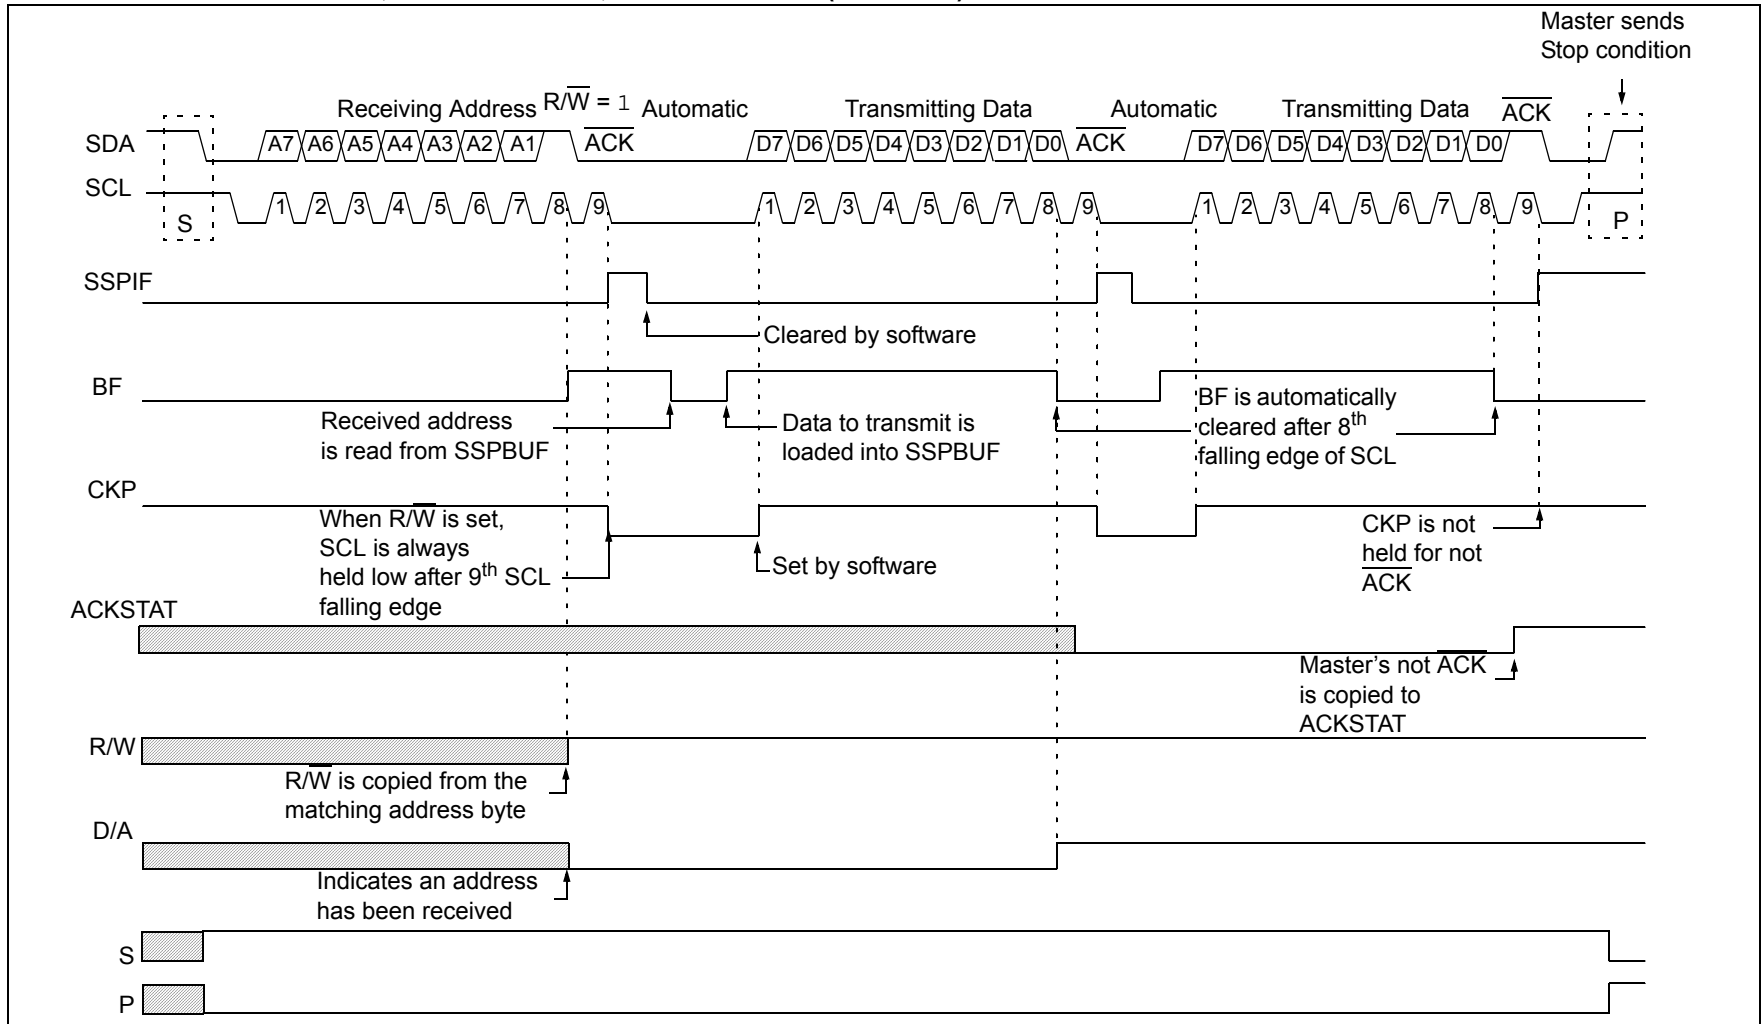 Master sends
Stop condition
Receiving Address R/W̅ = 1 Automatic Transmitting Data Automatic Transmitting Data A̅C̅K̅
SDA A7 A6 A5 A4 A3 A2 A1 A̅C̅K̅ D7 D6 D5 D4 D3 D2 D1 D0 A̅C̅K̅ D7 D6 D5 D4 D3 D2 D1 D0
SCL 1 2 3 4 5 6 7 8 9 1 2 3 4 5 6 7 8 9 1 2 3 4 5 6 7 8 9
S P
SSPIF
Cleared by software
BF
Received address
is read from SSPBUF
Data to transmit is
loaded into SSPBUF
BF is automatically
cleared after 8th
falling edge of SCL
CKP
When R/W̅ is set,
SCL is always
held low after 9th SCL
falling edge
Set by software
CKP is not
held for not
A̅C̅K̅
ACKSTAT
Master's not A̅C̅K̅
is copied to
ACKSTAT
R/W
R/W̅ is copied from the
matching address byte
D/A
Indicates an address
has been received
S
P